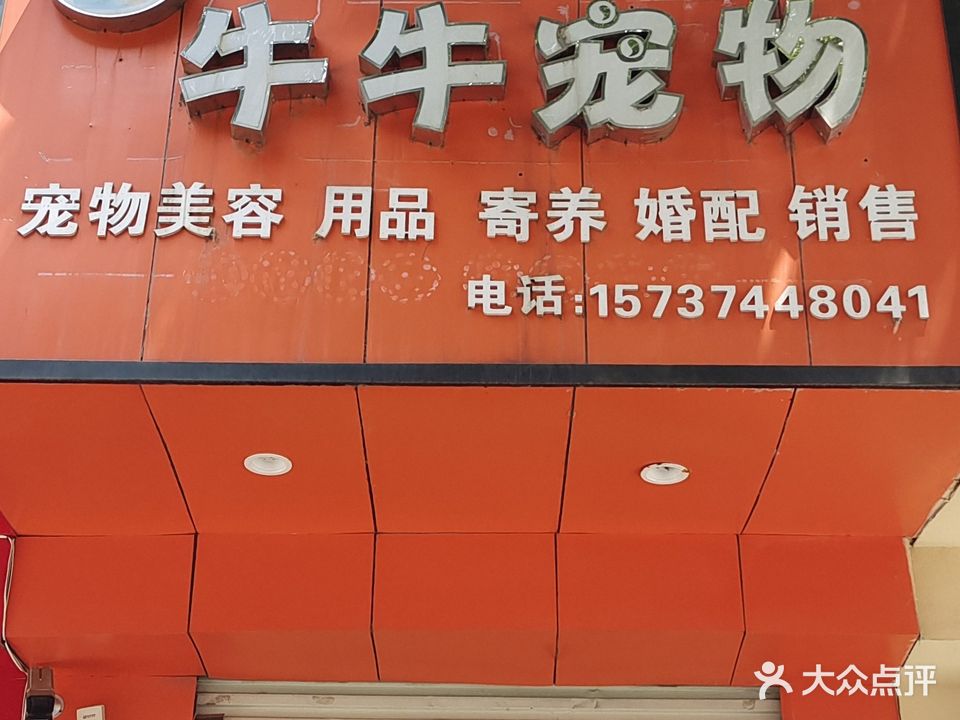 牛牛宠物
宠物美容 用品 寄养 婚配 销售
电话:15737448041
大众点评